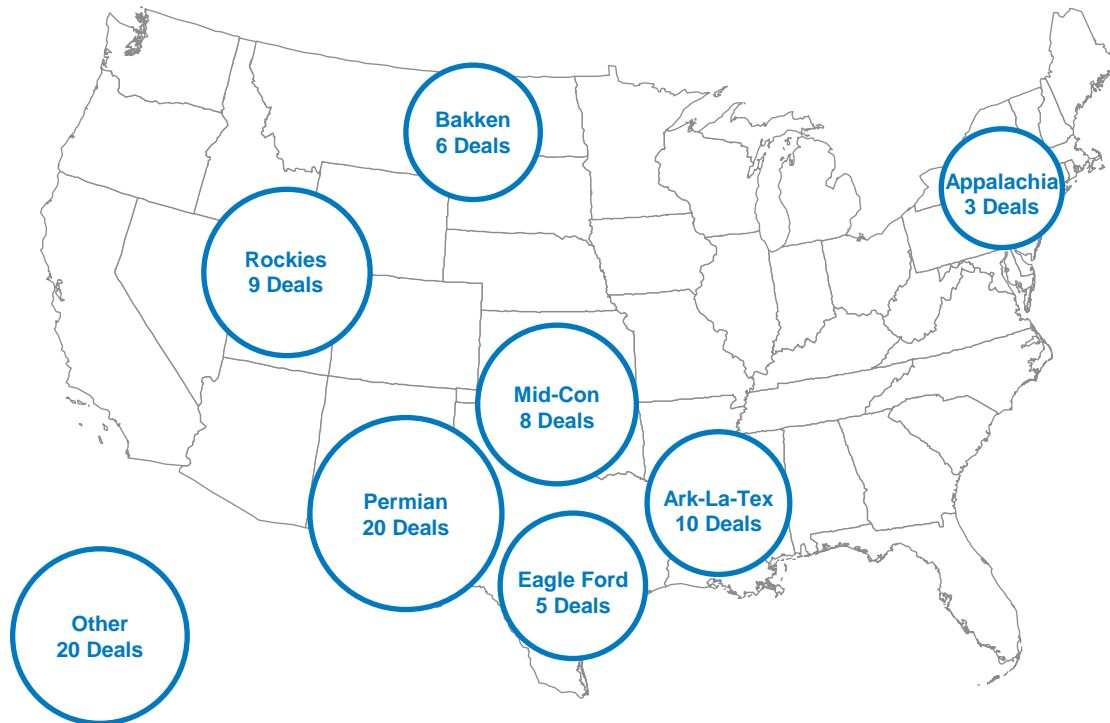 Bakken
6 Deals
Appalachia
3 Deals
Rockies
9 Deals
Mid-Con
8 Deals
Permian
20 Deals
Ark-La-Tex
10 Deals
Eagle Ford
5 Deals
Other
20 Deals